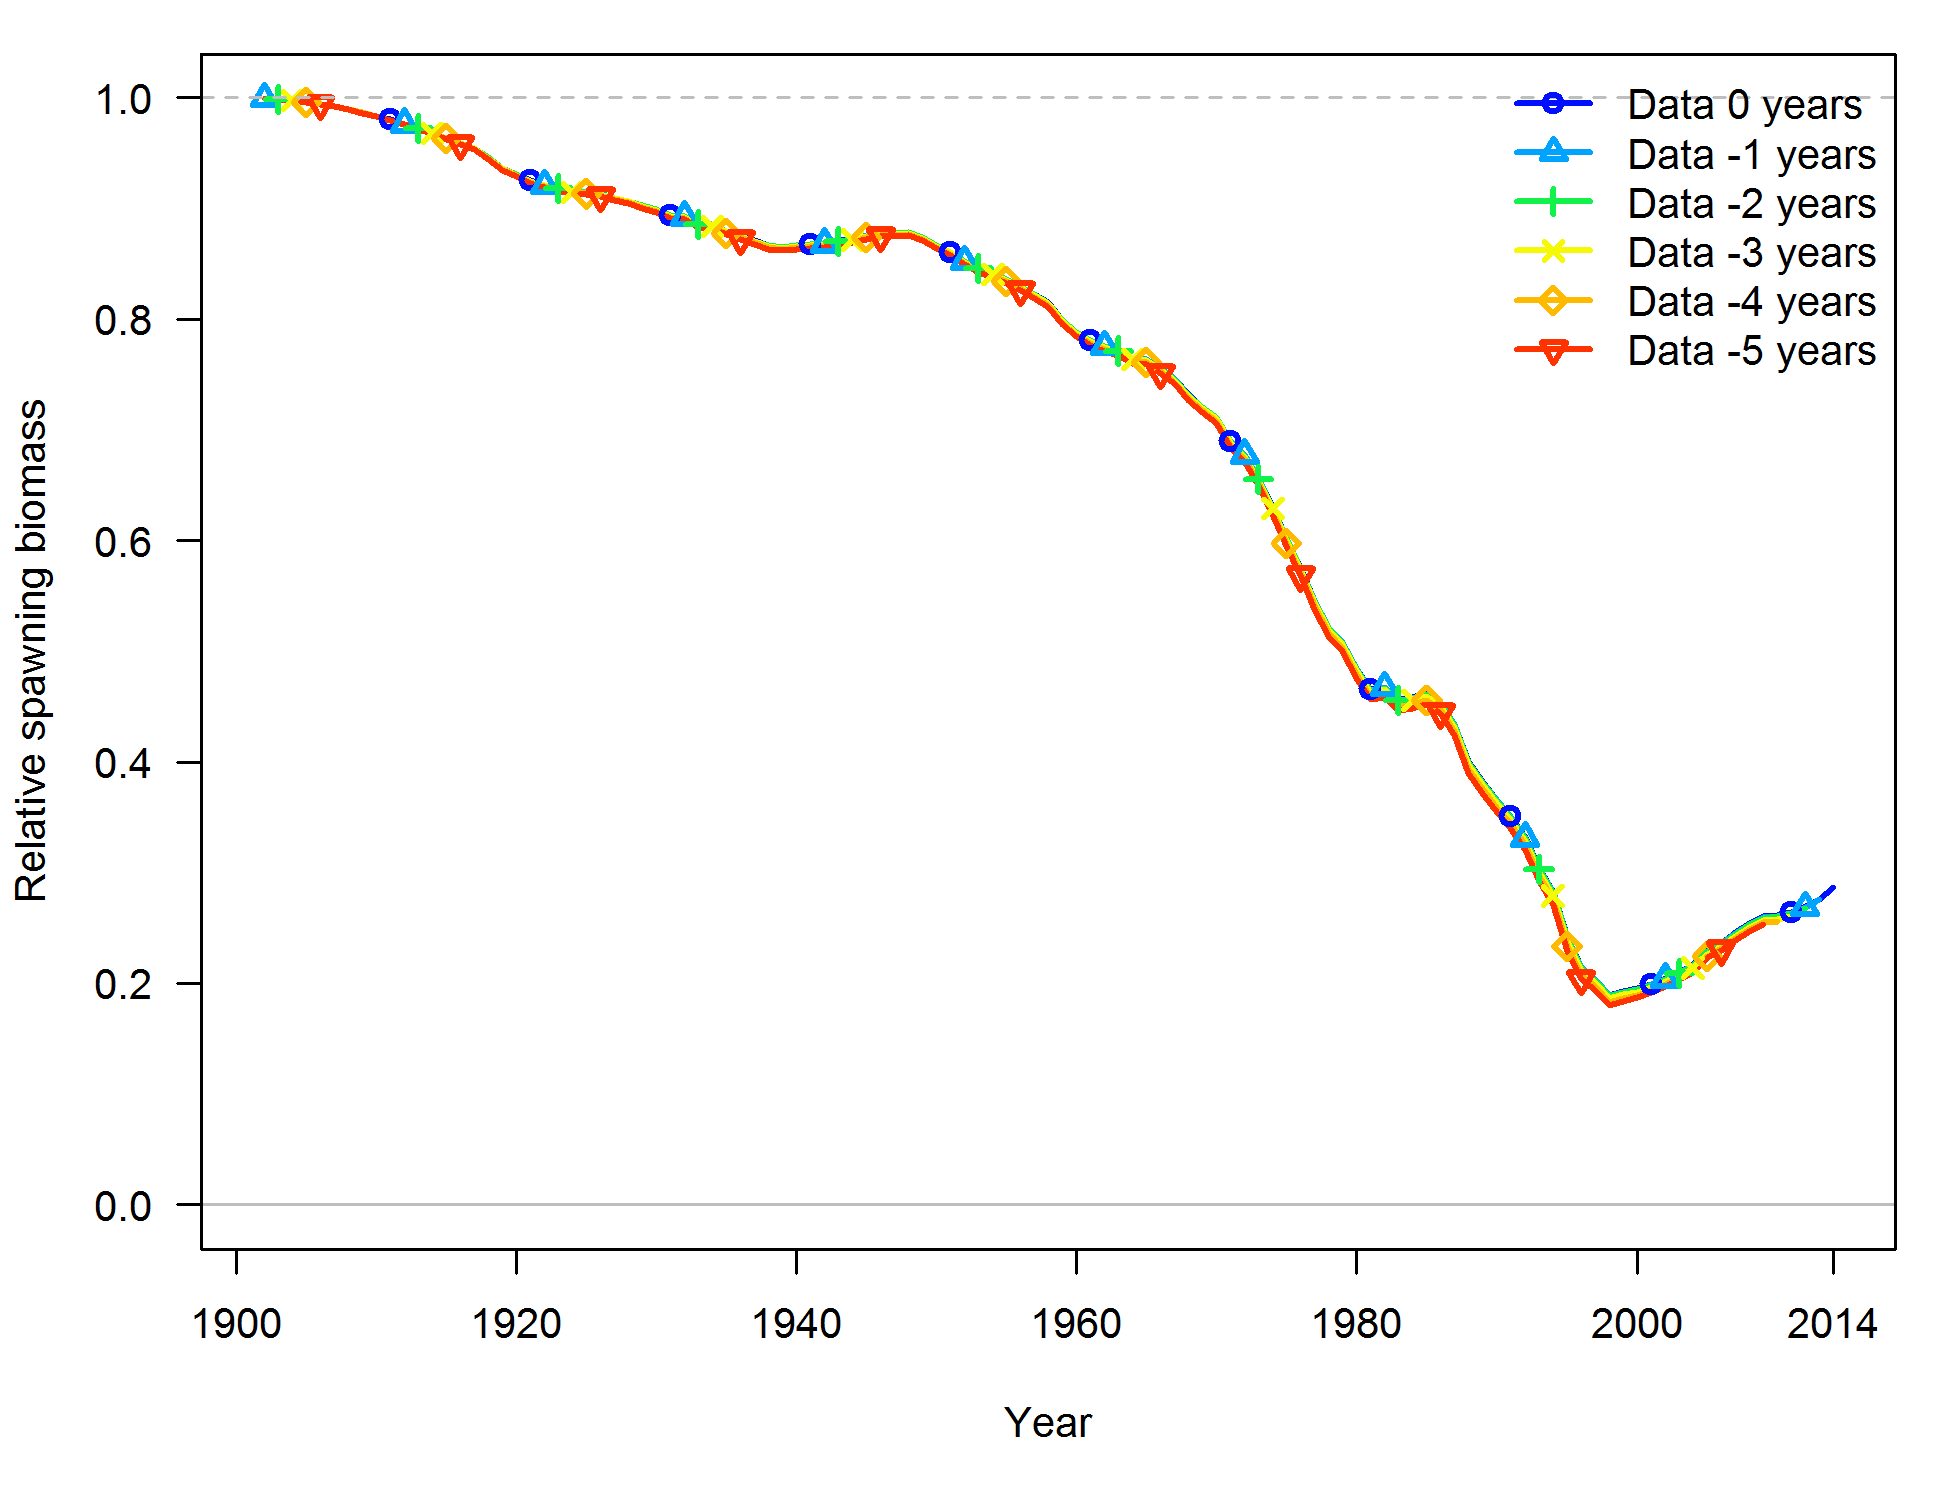 Data 0 years
Data -1 years
Data -2 years
Data -3 years
Data -4 years
Data -5 years
1.0
0.8
0.6
0.4
0.2
0.0
Relative spawning biomass
1900 1920 1940 1960 1980 2000 2014
Year